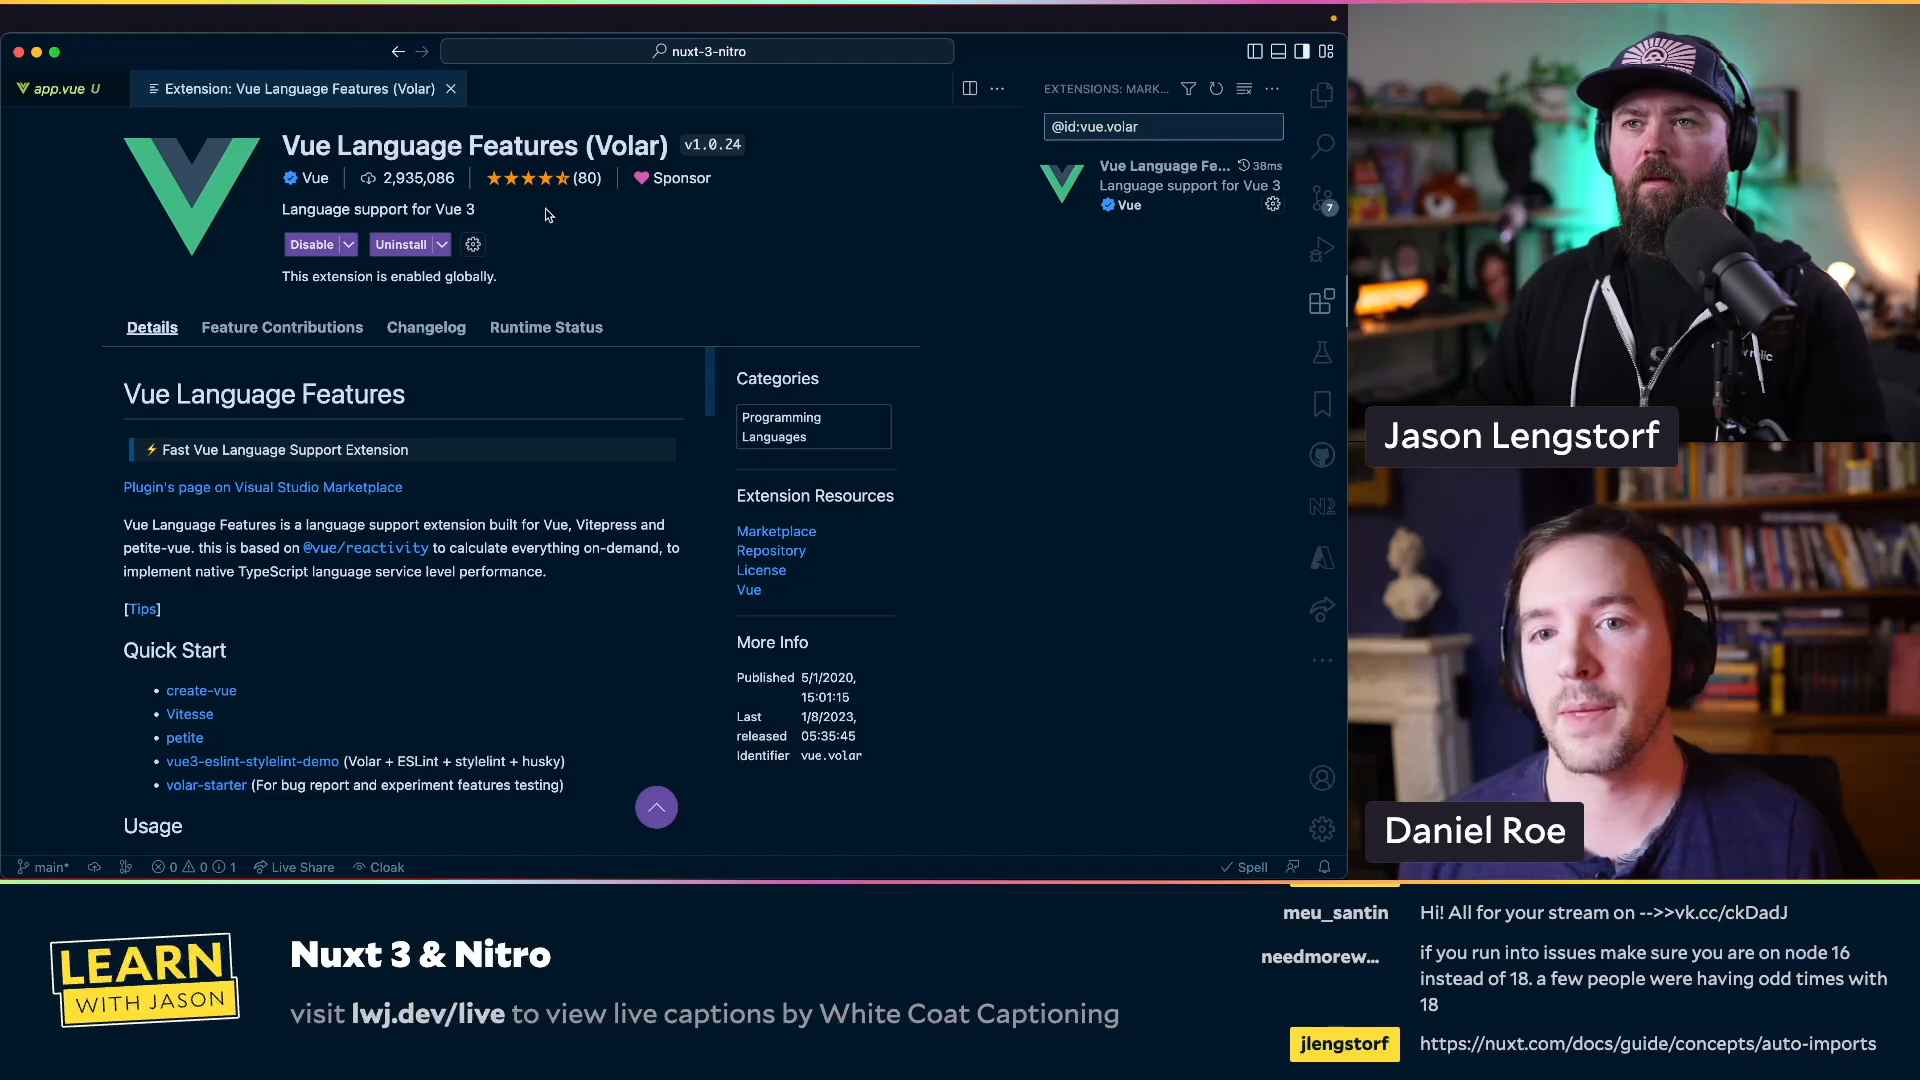 nuxt-3-nitro
app.vue U
Extension: Vue Language Features (Volar)
EXTENSIONS: MARK...
@id:vue.volar
Vue Language Features (Volar) v1.0.24
Vue 2,935,086 (80) Sponsor
Language support for Vue 3
Disable Uninstall
This extension is enabled globally.
Vue Language Fe... 38ms
Language support for Vue 3
Vue
7
Details Feature Contributions Changelog Runtime Status
Vue Language Features
⚡ Fast Vue Language Support Extension
Plugin's page on Visual Studio Marketplace
Vue Language Features is a language support extension built for Vue, Vitepress and
petite-vue. this is based on @vue/reactivity to calculate everything on-demand, to
implement native TypeScript language service level performance.
[Tips]
Quick Start
• create-vue
• Vitesse
• petite
• vue3-eslint-stylelint-demo (Volar + ESLint + stylelint + husky)
• volar-starter (For bug report and experiment features testing)
Usage
Categories
Programming
Languages
Extension Resources
Marketplace
Repository
License
Vue
More Info
Published 5/1/2020,
15:01:15
Last 1/8/2023,
released 05:35:45
Identifier vue.volar
main* 0 0 1 Live Share Cloak
Spell
Jason Lengstorf
Daniel Roe
LEARN
WITH JASON
Nuxt 3 & Nitro
visit lwj.dev/live to view live captions by White Coat Captioning
meu_santin Hi! All for your stream on -->>vk.cc/ckDadJ
needmorew... if you run into issues make sure you are on node 16
instead of 18. a few people were having odd times with
18
jlengstorf https://nuxt.com/docs/guide/concepts/auto-imports